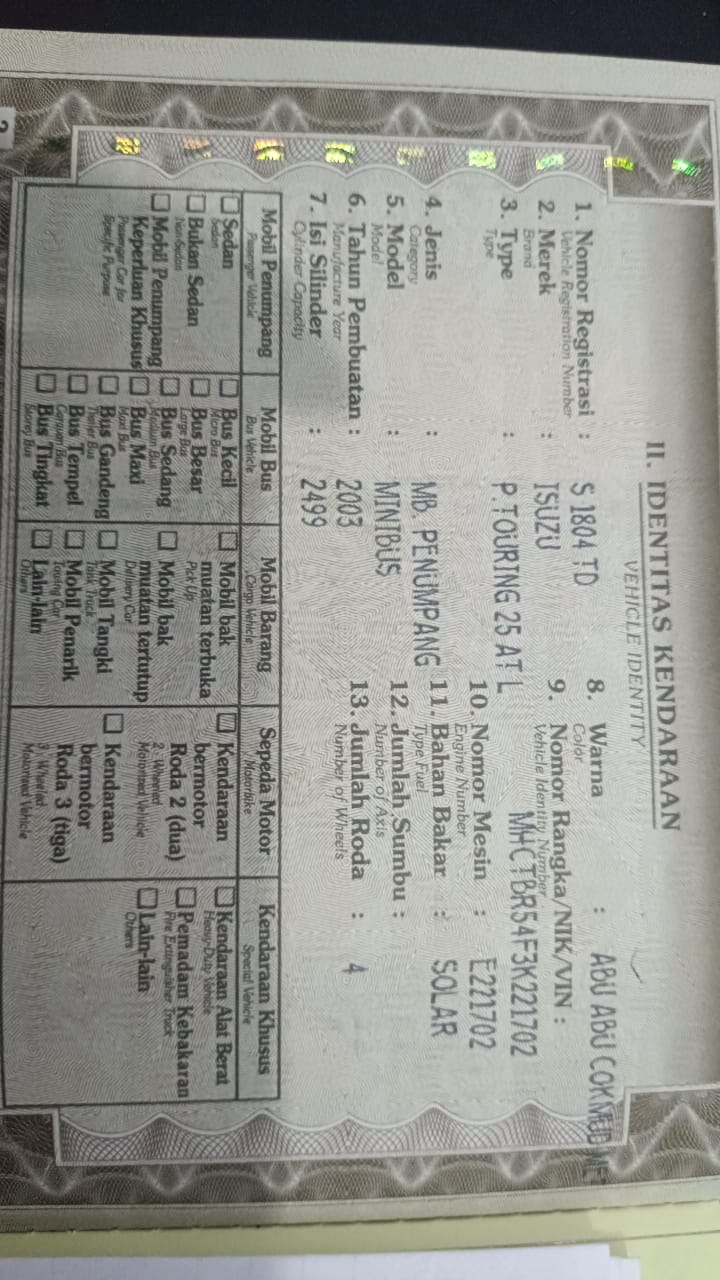 II. IDENTITAS KENDARAAN
VEHICLE IDENTITY
1. Nomor Registrasi : S 1804 TD
Vehicle Registration Number
2. Merek : ISUZU
Brand
3. Type : P.TOURING 25 AT L
Type
4. Jenis : MB. PENUMPANG
Category
5. Model : MINIBUS
Model
6. Tahun Pembuatan : 2003
Manufacture Year
7. Isi Silinder : 2499
Cylinder Capacity
8. Warna : ABU ABU COK MUD MET
Color
9. Nomor Rangka/NIK/VIN :
Vehicle Identity Number
MHCTBR54F3K221702
10. Nomor Mesin : E221702
Engine Number
11. Bahan Bakar : SOLAR
Type Fuel
12. Jumlah Sumbu :
Number of Axis
13. Jumlah Roda : 4
Number of Wheels
Mobil Penumpang
Passenger Vehicle
Sedan
Sedan
Bukan Sedan
Non-Sedan
Mobil Penumpang
Keperluan Khusus
Passenger Car for
Specific Purpose
Mobil Bus
Bus Vehicle
Bus Kecil
Micro Bus
Bus Besar
Large Bus
Bus Sedang
Medium Bus
Bus Maxi
Maxi Bus
Bus Gandeng
Trailer Bus
Bus Tempel
Caravan Bus
Bus Tingkat
Storey Bus
Mobil Barang
Cargo Vehicle
Mobil bak
muatan terbuka
Pick Up
Mobil bak
muatan tertutup
Delivery Car
Mobil Tangki
Tank Truck
Mobil Penarik
Towing Car
Lain-lain
Others
Sepeda Motor
Motorbike
Kendaraan
bermotor
Roda 2 (dua)
2 - Wheeled
Motorized Vehicle
Kendaraan
bermotor
Roda 3 (tiga)
3 - Wheeled
Motorized Vehicle
Kendaraan Khusus
Special Vehicle
Kendaraan Alat Berat
Heavy-Duty Vehicle
Pemadam Kebakaran
Fire Extinguisher Truck
Lain-lain
Others
2